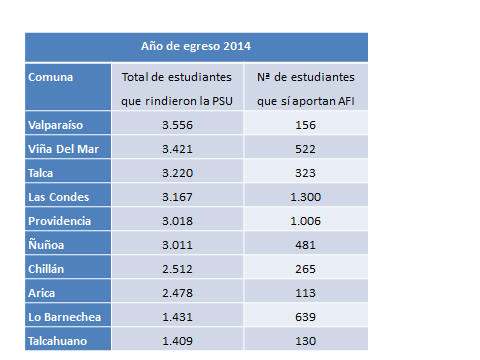 Año de egreso 2014
Comuna Total de estudiantes Nª de estudiantes
que rindieron la PSU que sí aportan AFI
Valparaíso 3.556 156
Viña Del Mar 3.421 522
Talca 3.220 323
Las Condes 3.167 1.300
Providencia 3.018 1.006
Ñuñoa 3.011 481
Chillán 2.512 265
Arica 2.478 113
Lo Barnechea 1.431 639
Talcahuano 1.409 130